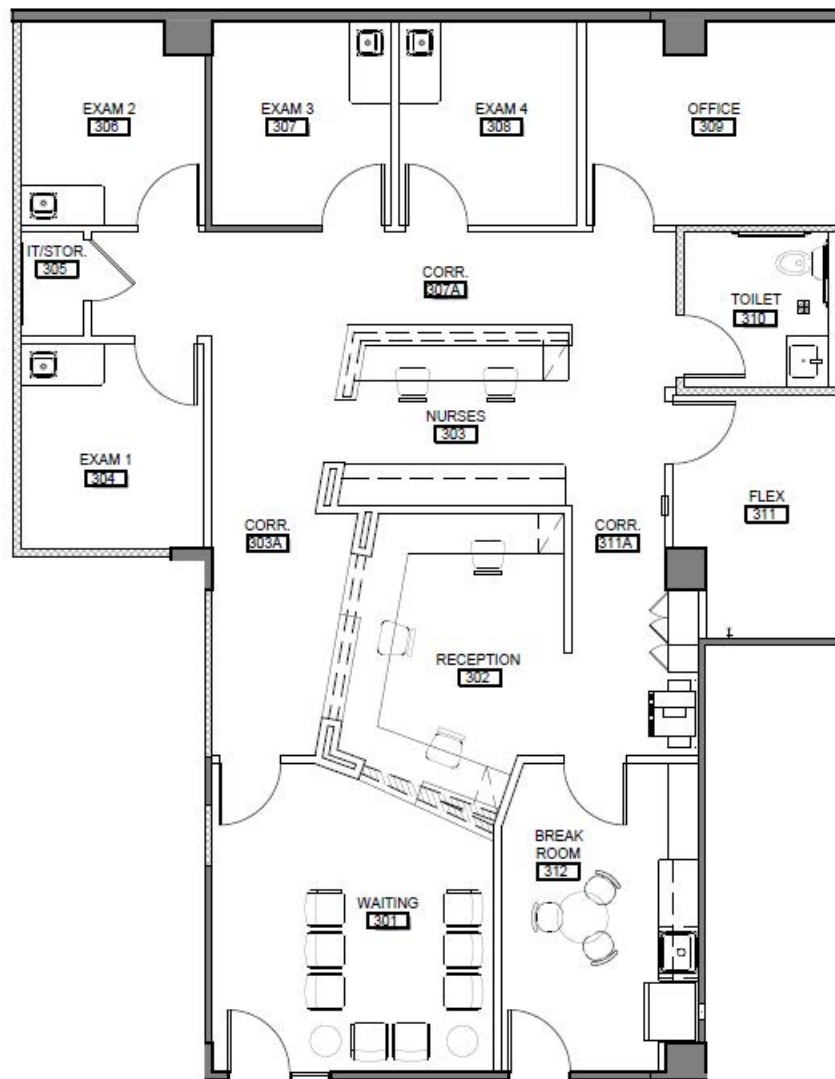 EXAM 2
306
EXAM 3
307
EXAM 4
308
OFFICE
309
IT/STOR.
305
CORR.
307A
TOILET
310
NURSES
303
EXAM 1
304
FLEX
311
CORR.
303A
CORR.
311A
RECEPTION
302
BREAK
ROOM
312
WAITING
301